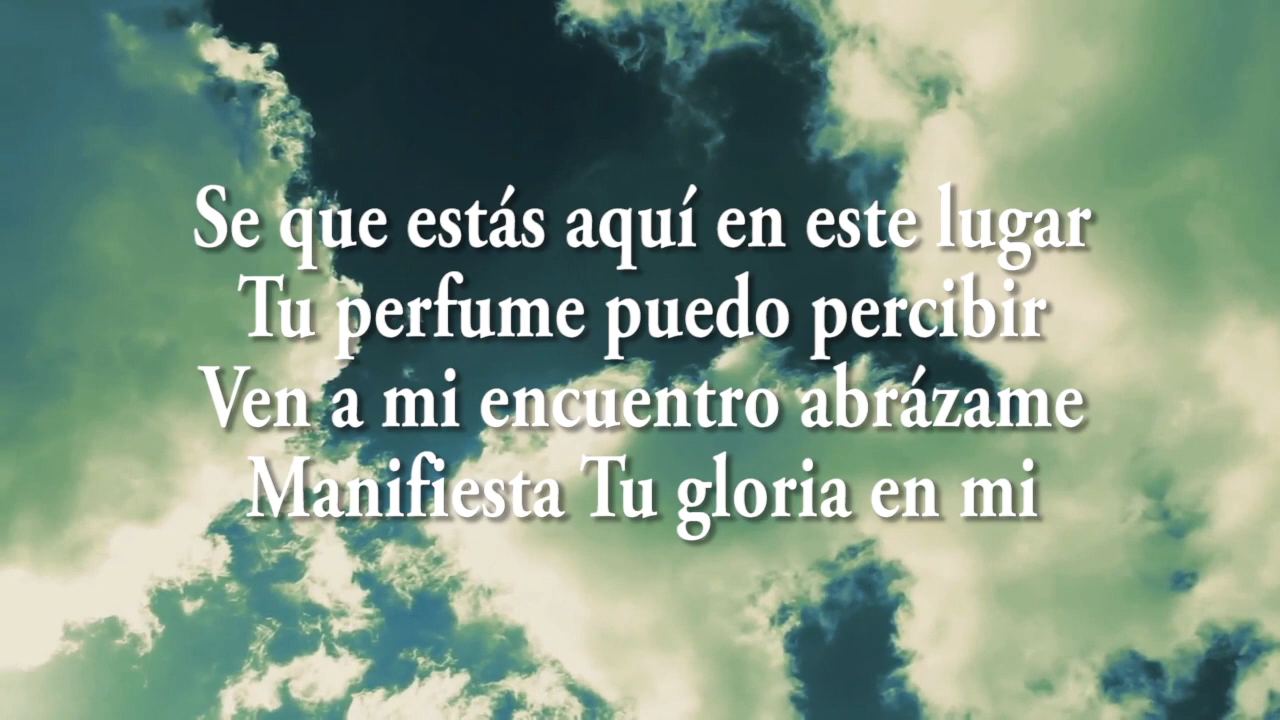 Se que estás aquí en este lugar
Tu perfume puedo percibir
Ven a mi encuentro abrázame
Manifiesta Tu gloria en mi